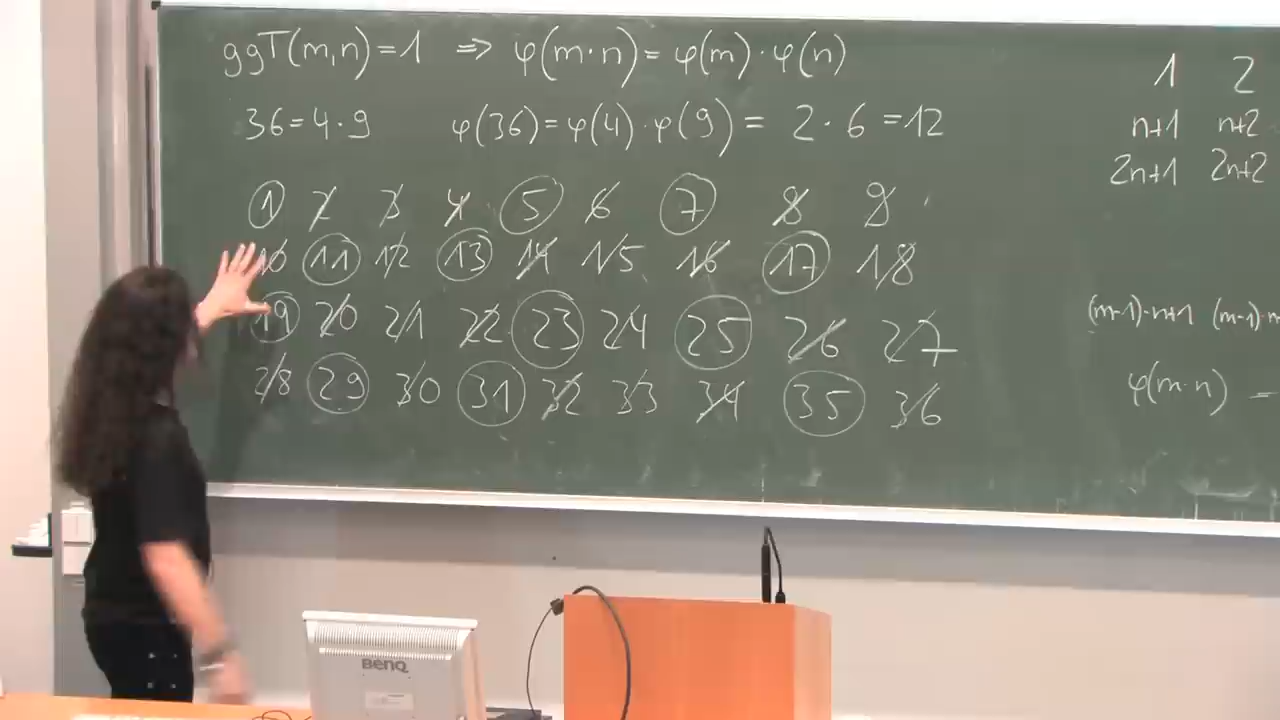 ggT(m,n)=1 => φ(m·n)=φ(m)·φ(n)
36=4·9 φ(36)=φ(4)·φ(9)= 2·6=12
1 2 3 4 5 6 7 8 9
10 11 12 13 14 15 16 17 18
19 20 21 22 23 24 25 26 27
28 29 30 31 32 33 34 35 36
1 2
n+1 n+2
2n+1 2n+2
(m-1)·n+1
φ(m·n) =
BenQ